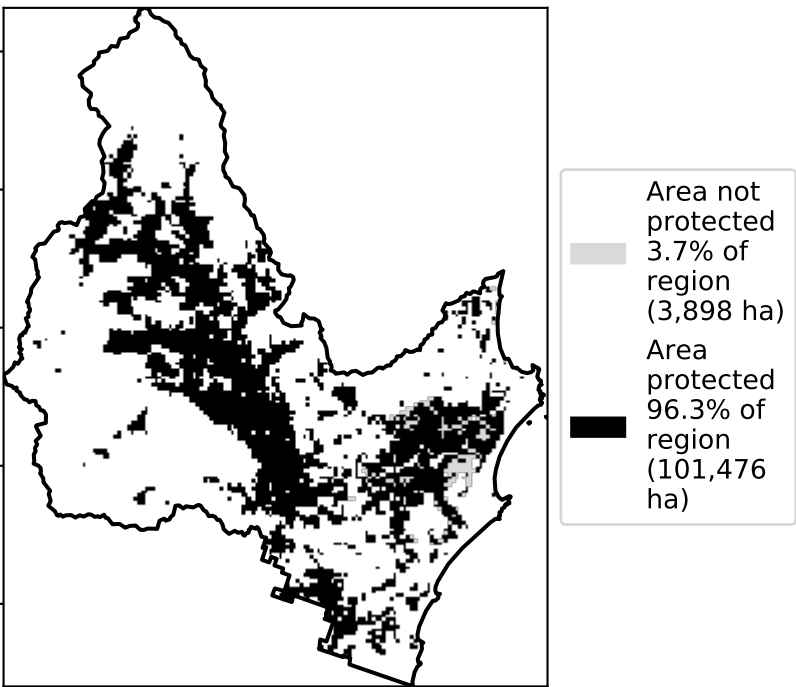 Area not
protected
3.7% of
region
(3,898 ha)
Area
protected
96.3% of
region
(101,476
ha)